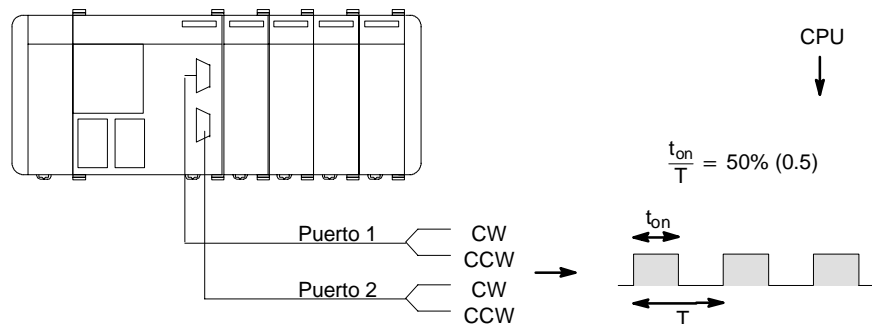 CPU
t_on/T = 50% (0.5)
t_on
Puerto 1
CW
CCW
Puerto 2
CW
CCW
T